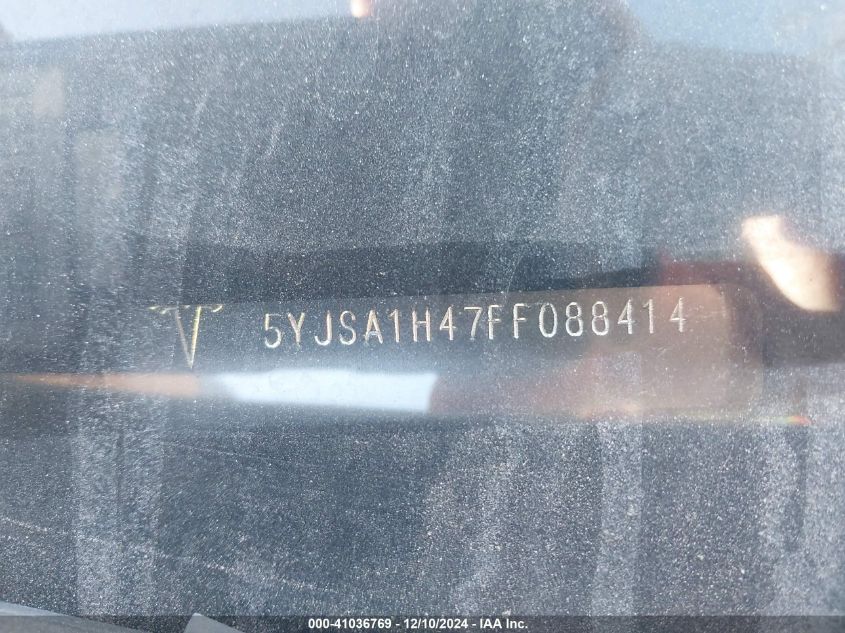 5YJSA1H47FF088414
000-41036769 — 12/10/2024 — IAA Inc.